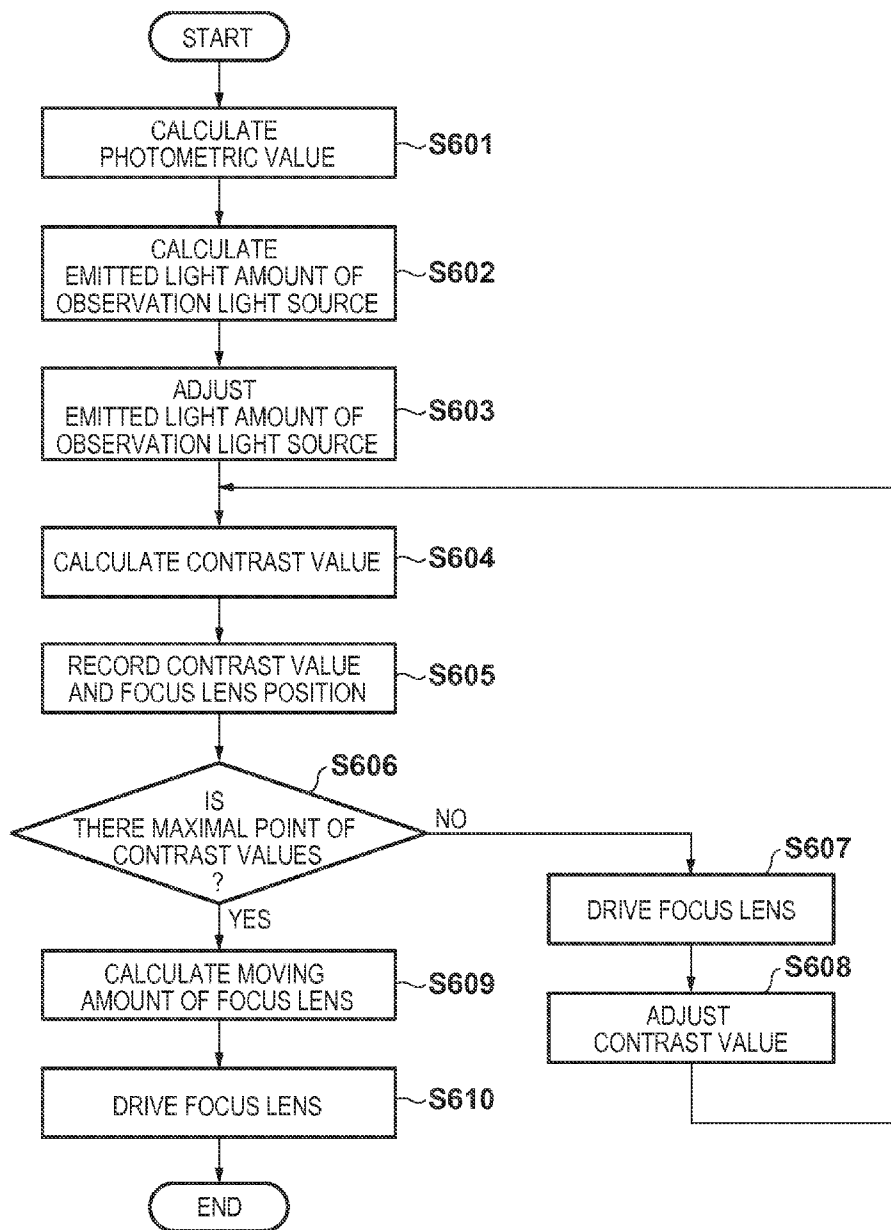 START
CALCULATE
PHOTOMETRIC VALUE
S601
CALCULATE
EMITTED LIGHT AMOUNT OF
OBSERVATION LIGHT SOURCE
S602
ADJUST
EMITTED LIGHT AMOUNT OF
OBSERVATION LIGHT SOURCE
S603
CALCULATE CONTRAST VALUE
S604
RECORD CONTRAST VALUE
AND FOCUS LENS POSITION
S605
S606
IS
THERE MAXIMAL POINT OF
CONTRAST VALUES
?
NO
YES
S607
DRIVE FOCUS LENS
S608
ADJUST
CONTRAST VALUE
CALCULATE MOVING
AMOUNT OF FOCUS LENS
S609
DRIVE FOCUS LENS
S610
END